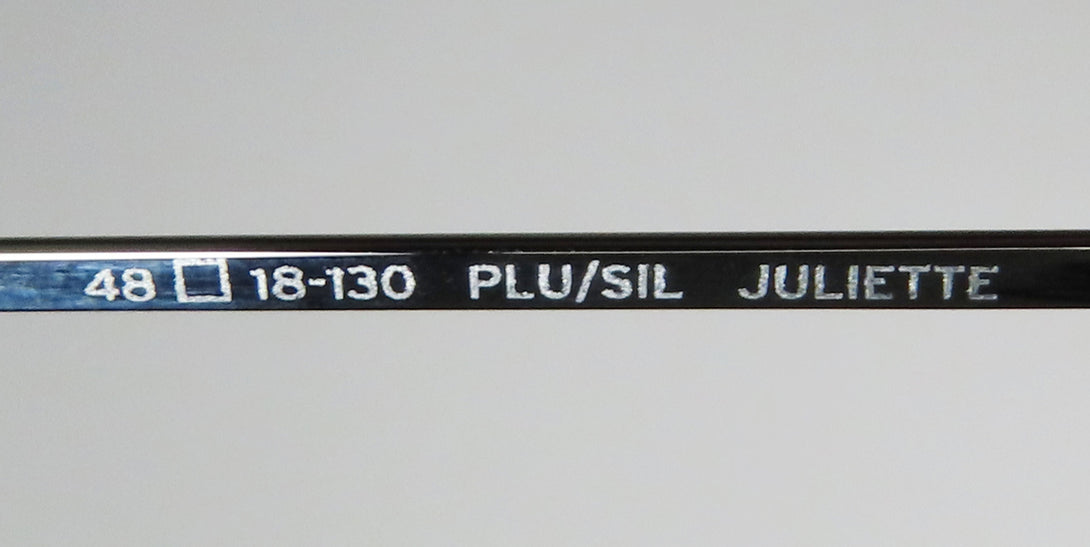 48 □ 18-130 PLU/SIL JULIETTE